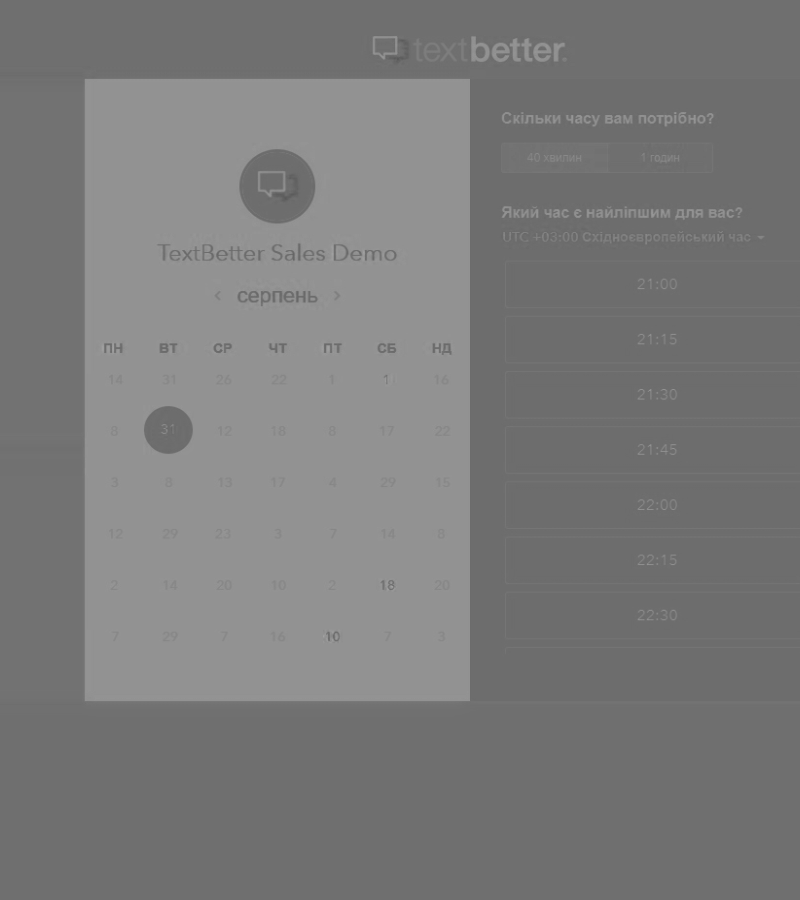 textbetter.
TextBetter Sales Demo
серпень
ПН ВТ СР ЧТ ПТ СБ НД
14 31 26 22 1 1 16
8 31 12 18 8 17 22
3 8 13 17 4 29 15
12 29 23 3 7 14 8
2 14 20 10 2 18 20
7 29 7 16 10 7 3
Скільки часу вам потрібно?
40 хвилин 1 годин
Який час є найліпшим для вас?
UTC +03:00 Східноєвропейський час
21:00
21:15
21:30
21:45
22:00
22:15
22:30